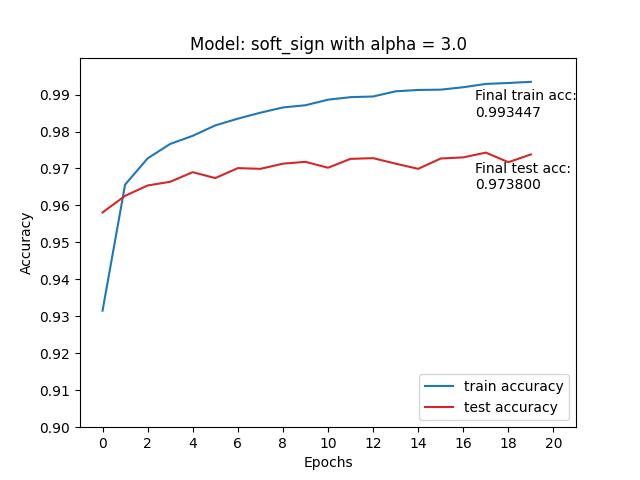 Model: soft_sign with alpha = 3.0
Accuracy
0.99
0.98
0.97
0.96
0.95
0.94
0.93
0.92
0.91
0.90
Final train acc:
0.993447
Final test acc:
0.973800
train accuracy
test accuracy
0 2 4 6 8 10 12 14 16 18 20
Epochs